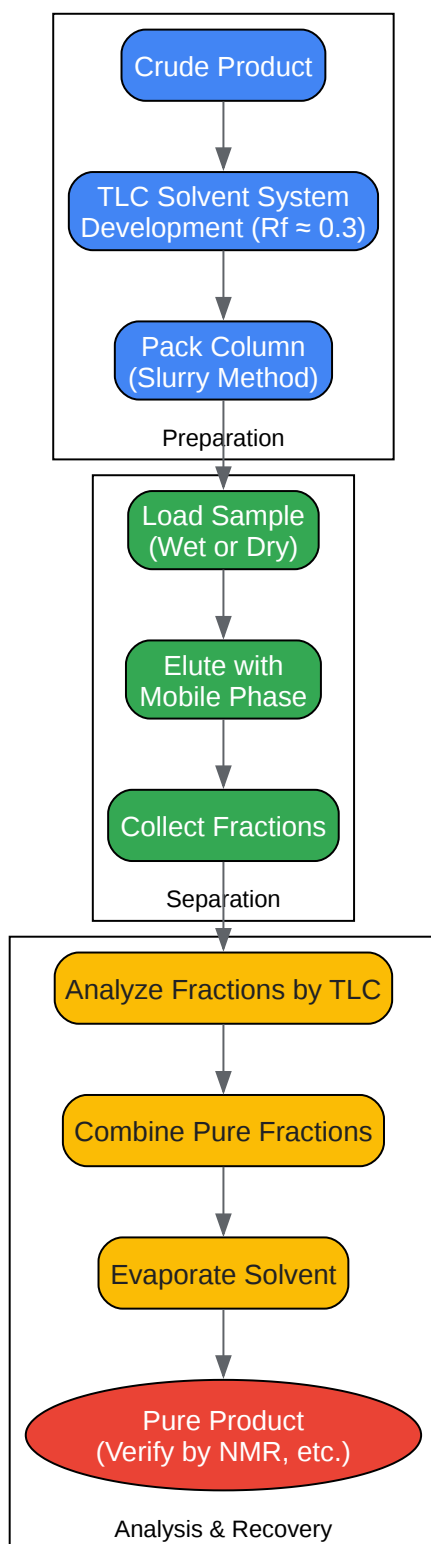 Crude Product
TLC Solvent System
Development (Rf ≈ 0.3)
Pack Column
(Slurry Method)
Preparation
Load Sample
(Wet or Dry)
Elute with
Mobile Phase
Collect Fractions
Separation
Analyze Fractions by TLC
Combine Pure Fractions
Evaporate Solvent
Pure Product
(Verify by NMR, etc.)
Analysis & Recovery